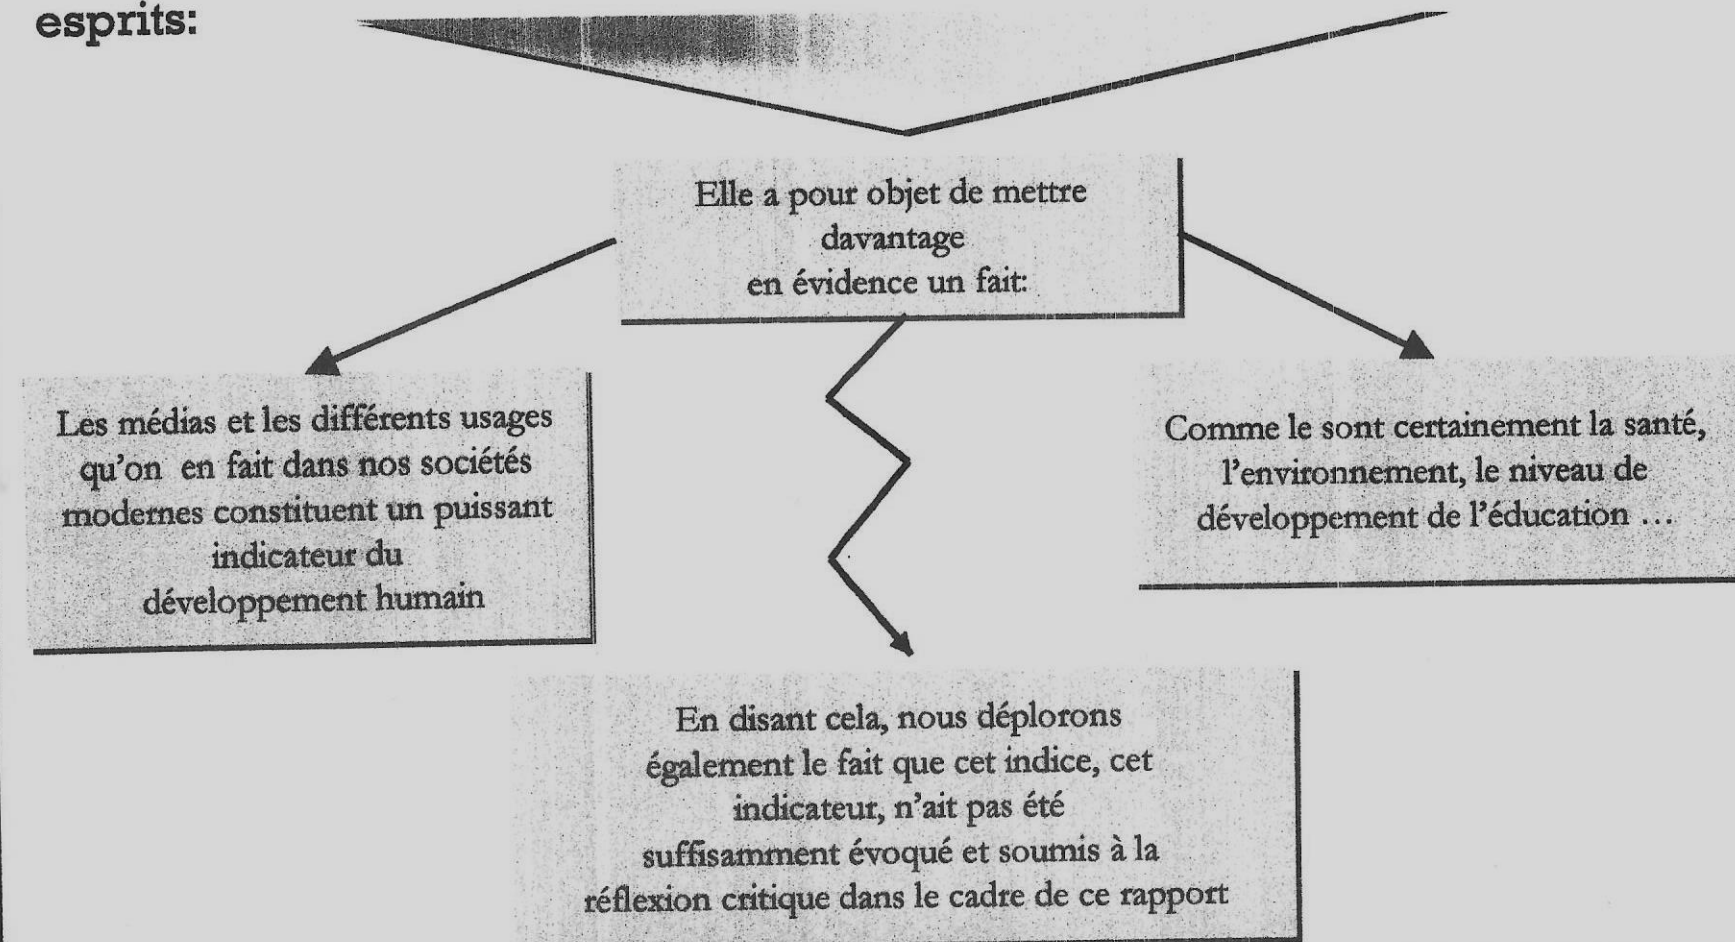 esprits:
Elle a pour objet de mettre
davantage
en évidence un fait:
Les médias et les différents usages
qu'on en fait dans nos sociétés
modernes constituent un puissant
indicateur du
développement humain
Comme le sont certainement la santé,
l'environnement, le niveau de
développement de l'éducation ...
En disant cela, nous déplorons
également le fait que cet indice, cet
indicateur, n'ait pas été
suffisamment évoqué et soumis à la
réflexion critique dans le cadre de ce rapport